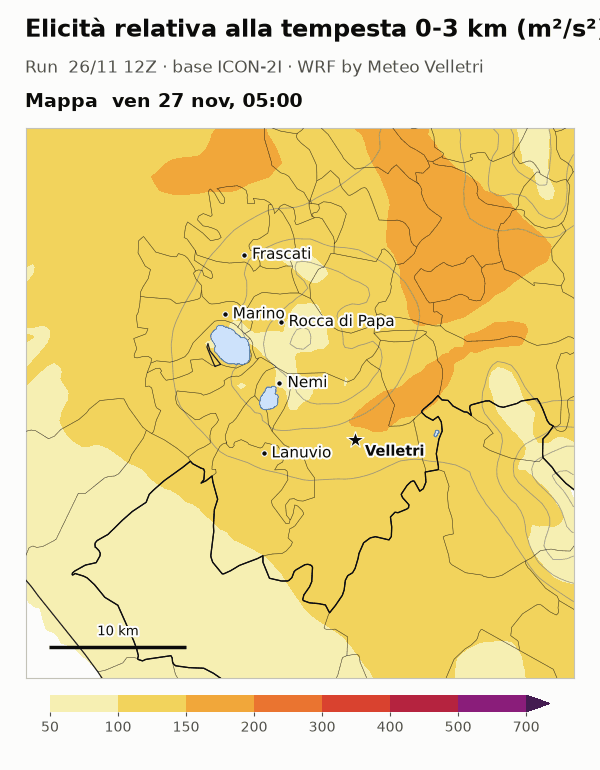 Elicità relativa alla tempesta 0-3 km (m²/s²)
Run  26/11 12Z · base ICON-2I · WRF by Meteo Velletri
Mappa  ven 27 nov, 05:00
Frascati
Marino
Rocca di Papa
Nemi
Velletri
Lanuvio
10 km
50 100 150 200 300 400 500 700